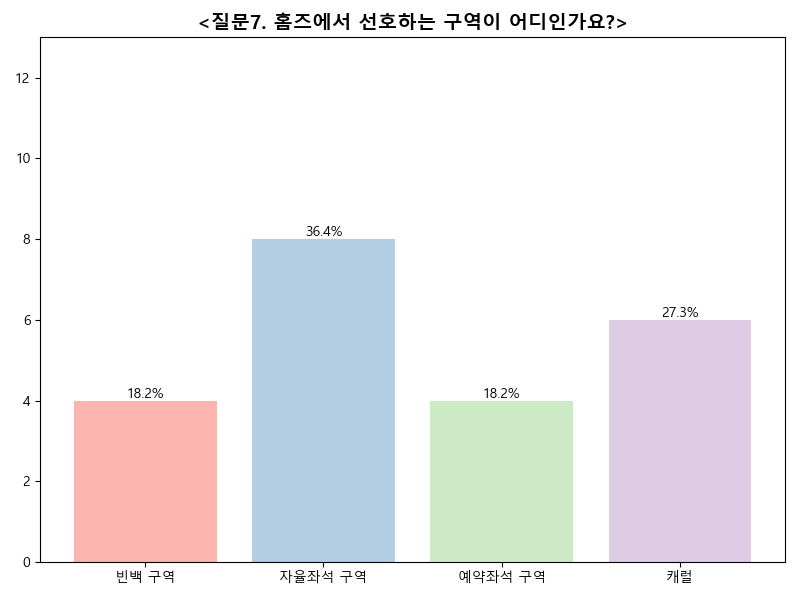 <질문7. 홈즈에서 선호하는 구역이 어디인가요?>
12
10
8
6
4
2
0
18.2%
36.4%
18.2%
27.3%
빈백 구역
자율좌석 구역
예약좌석 구역
캐럴